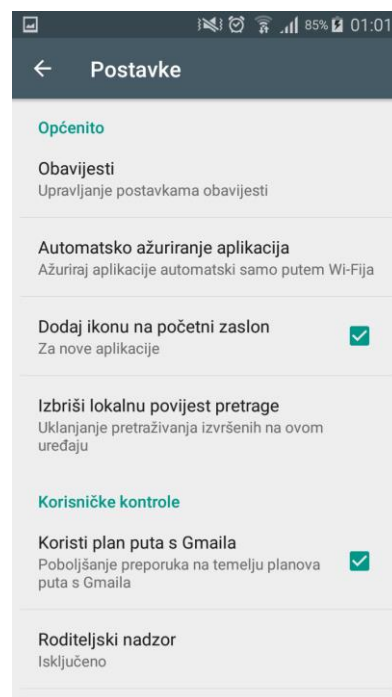 85% 01:01
Postavke
Općenito
Obavijesti
Upravljanje postavkama obavijesti
Automatsko ažuriranje aplikacija
Ažuriraj aplikacije automatski samo putem Wi-Fija
Dodaj ikonu na početni zaslon
Za nove aplikacije
Izbriši lokalnu povijest pretrage
Uklanjanje pretraživanja izvršenih na ovom
uređaju
Korisničke kontrole
Koristi plan puta s Gmaila
Poboljšanje preporuka na temelju planova
puta s Gmaila
Roditeljski nadzor
Isključeno